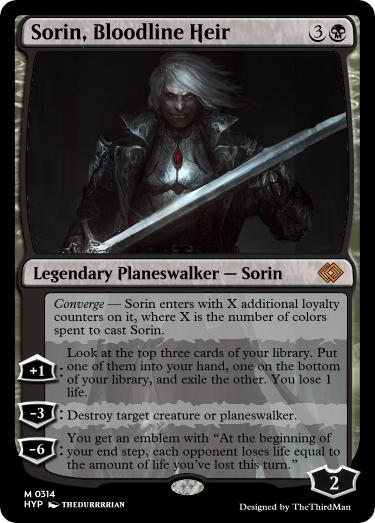 Sorin, Bloodline Heir 3
Legendary Planeswalker — Sorin
Converge — Sorin enters with X additional loyalty
counters on it, where X is the number of colors
spent to cast Sorin.
+1: Look at the top three cards of your library. Put
one of them into your hand, one on the bottom
of your library, and exile the other. You lose 1
life.
-3: Destroy target creature or planeswalker.
-6: You get an emblem with “At the beginning of
your end step, each opponent loses life equal to
the amount of life you’ve lost this turn.”
2
M 0314
HYP THEDURRRRIAN
Designed by TheThirdMan